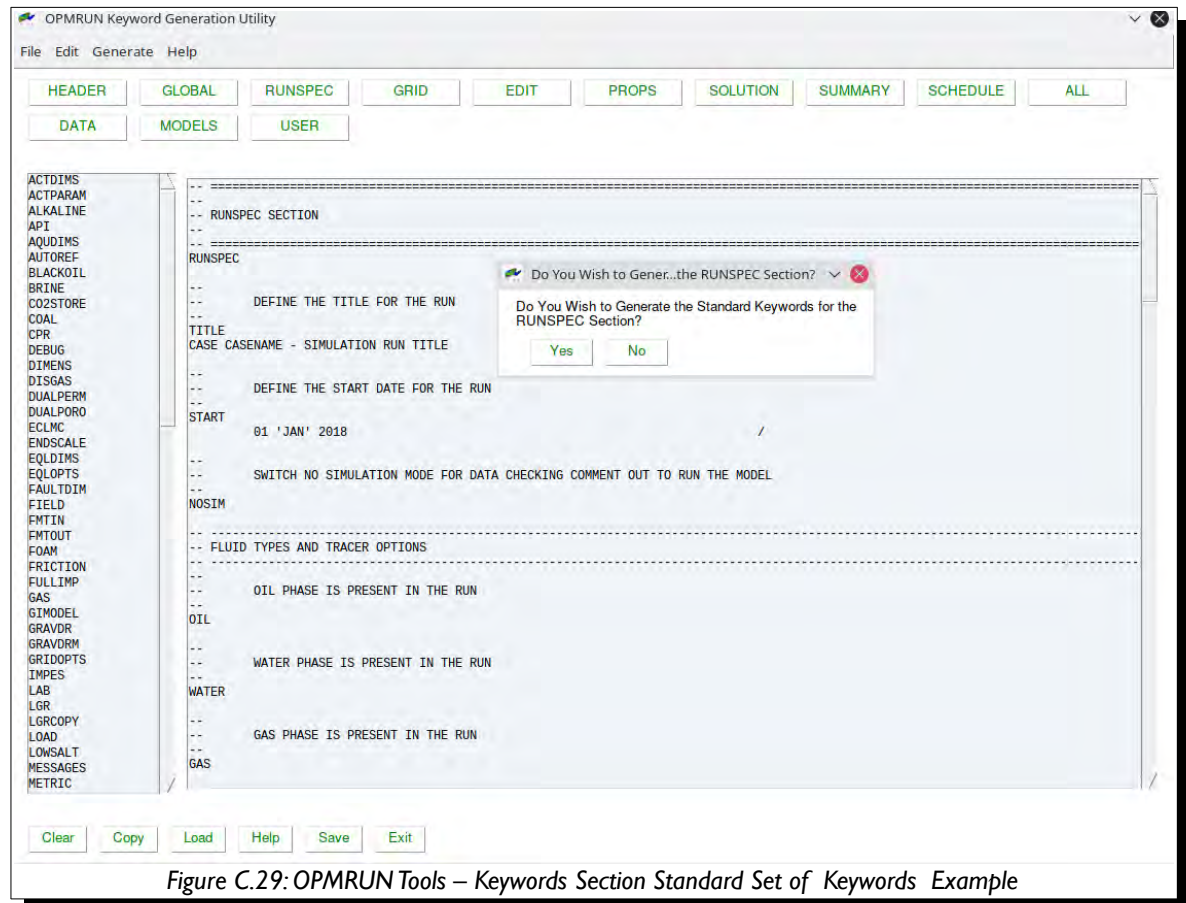 OPMRUN Keyword Generation Utility
File Edit Generate Help
HEADER GLOBAL RUNSPEC GRID EDIT PROPS SOLUTION SUMMARY SCHEDULE ALL
DATA MODELS USER
ACTDIMS
ACTPARAM
ALKALINE
API
AQUDIMS
AUTOREF
BLACKOIL
BRINE
CO2STORE
COAL
CPR
DEBUG
DIMENS
DISGAS
DUALPERM
DUALPORO
ECLMC
ENDSCALE
EQLDIMS
EQLOPTS
FAULTDIM
FIELD
FMTIN
FMTOUT
FOAM
FRICTION
FULLIMP
GAS
GIMODEL
GRAVDR
GRAVDRM
GRIDOPTS
IMPES
LAB
LGR
LGRCOPY
LOAD
LOWSALT
MESSAGES
METRIC
-- ==================================================================================================================================
--
-- RUNSPEC SECTION
--
-- ==================================================================================================================================
RUNSPEC
--
-- DEFINE THE TITLE FOR THE RUN
--
TITLE
CASE CASENAME - SIMULATION RUN TITLE
--
-- DEFINE THE START DATE FOR THE RUN
--
START
01 'JAN' 2018 /
--
-- SWITCH NO SIMULATION MODE FOR DATA CHECKING COMMENT OUT TO RUN THE MODEL
--
NOSIM
-- ----------------------------------------------------------------------------------------------------------------------------------
-- FLUID TYPES AND TRACER OPTIONS
-- ----------------------------------------------------------------------------------------------------------------------------------
--
-- OIL PHASE IS PRESENT IN THE RUN
--
OIL
--
-- WATER PHASE IS PRESENT IN THE RUN
--
WATER
--
-- GAS PHASE IS PRESENT IN THE RUN
--
GAS
Do You Wish to Gener...the RUNSPEC Section?
Do You Wish to Generate the Standard Keywords for the
RUNSPEC Section?
Yes No
Clear Copy Load Help Save Exit
Figure C.29: OPMRUN Tools – Keywords Section Standard Set of Keywords Example